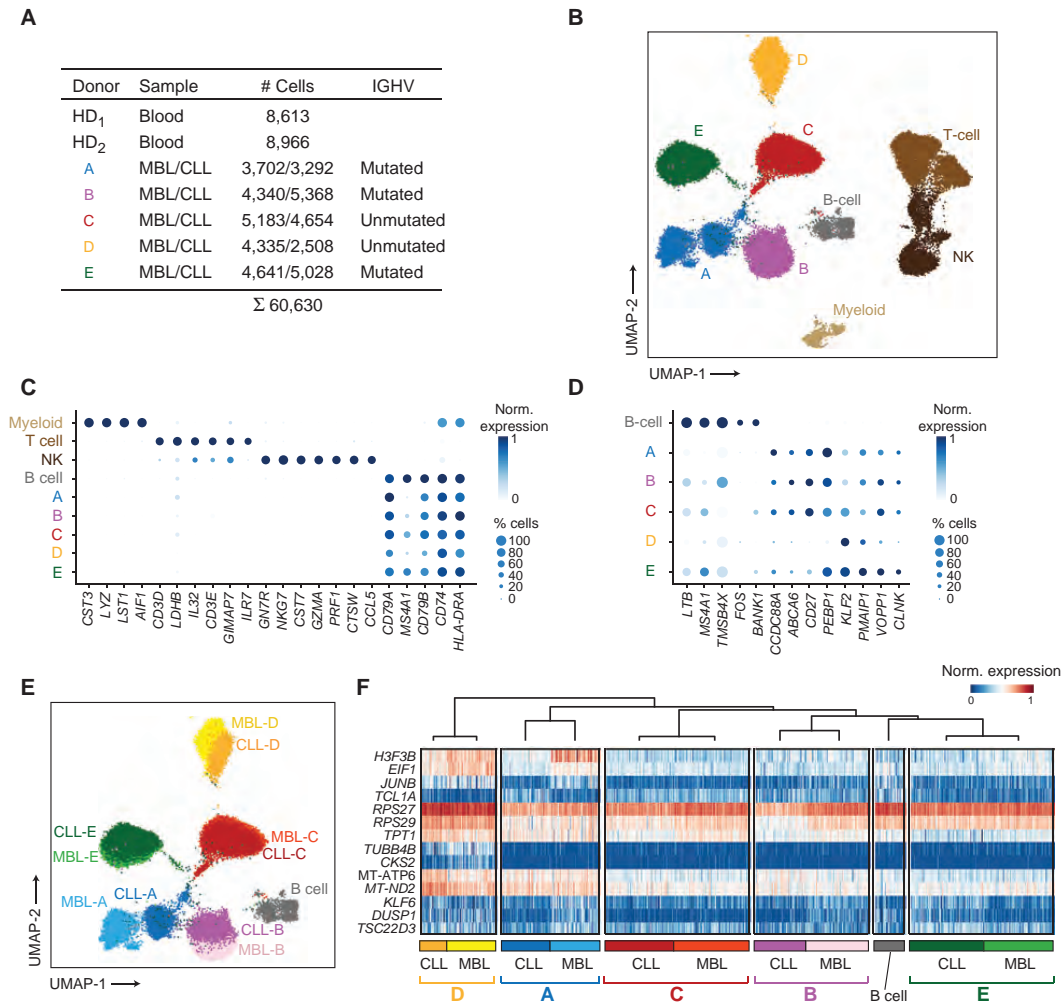 A
Donor Sample # Cells IGHV
HD1 Blood 8,613
HD2 Blood 8,966
A MBL/CLL 3,702/3,292 Mutated
B MBL/CLL 4,340/5,368 Mutated
C MBL/CLL 5,183/4,654 Unmutated
D MBL/CLL 4,335/2,508 Unmutated
E MBL/CLL 4,641/5,028 Mutated
Σ 60,630
B
D
E
C
T-cell
B-cell
A
B
NK
Myeloid
UMAP-2
UMAP-1
C
Myeloid
T cell
NK
B cell
A
B
C
D
E
CST3
LYZ
LST1
AIF1
CD3D
LDHB
IL32
CD3E
GIMAP7
ILR7
GN7R
NKG7
CST7
GZMA
PRF1
CTSW
CCL5
CD79A
MS4A1
CD79B
CD74
HLA-DRA
Norm.
expression
1
0
% cells
100
80
60
40
20
0
D
B-cell
A
B
C
D
E
LTB
MS4A1
TMSB4X
FOS
BANK1
CCDC88A
ABCA6
CD27
PEBP1
KLF2
PMAIP1
VOPP1
CLNK
Norm.
expression
1
0
% cells
100
80
60
40
20
0
E
MBL-D
CLL-D
CLL-E
MBL-E
MBL-C
CLL-C
CLL-A
MBL-A
B cell
CLL-B
MBL-B
UMAP-2
UMAP-1
F
Norm. expression
0 1
H3F3B
EIF1
JUNB
TCL1A
RPS27
RPS29
TPT1
TUBB4B
CKS2
MT-ATP6
MT-ND2
KLF6
DUSP1
TSC22D3
CLL MBL CLL MBL CLL MBL CLL MBL CLL MBL
D A C B B cell E